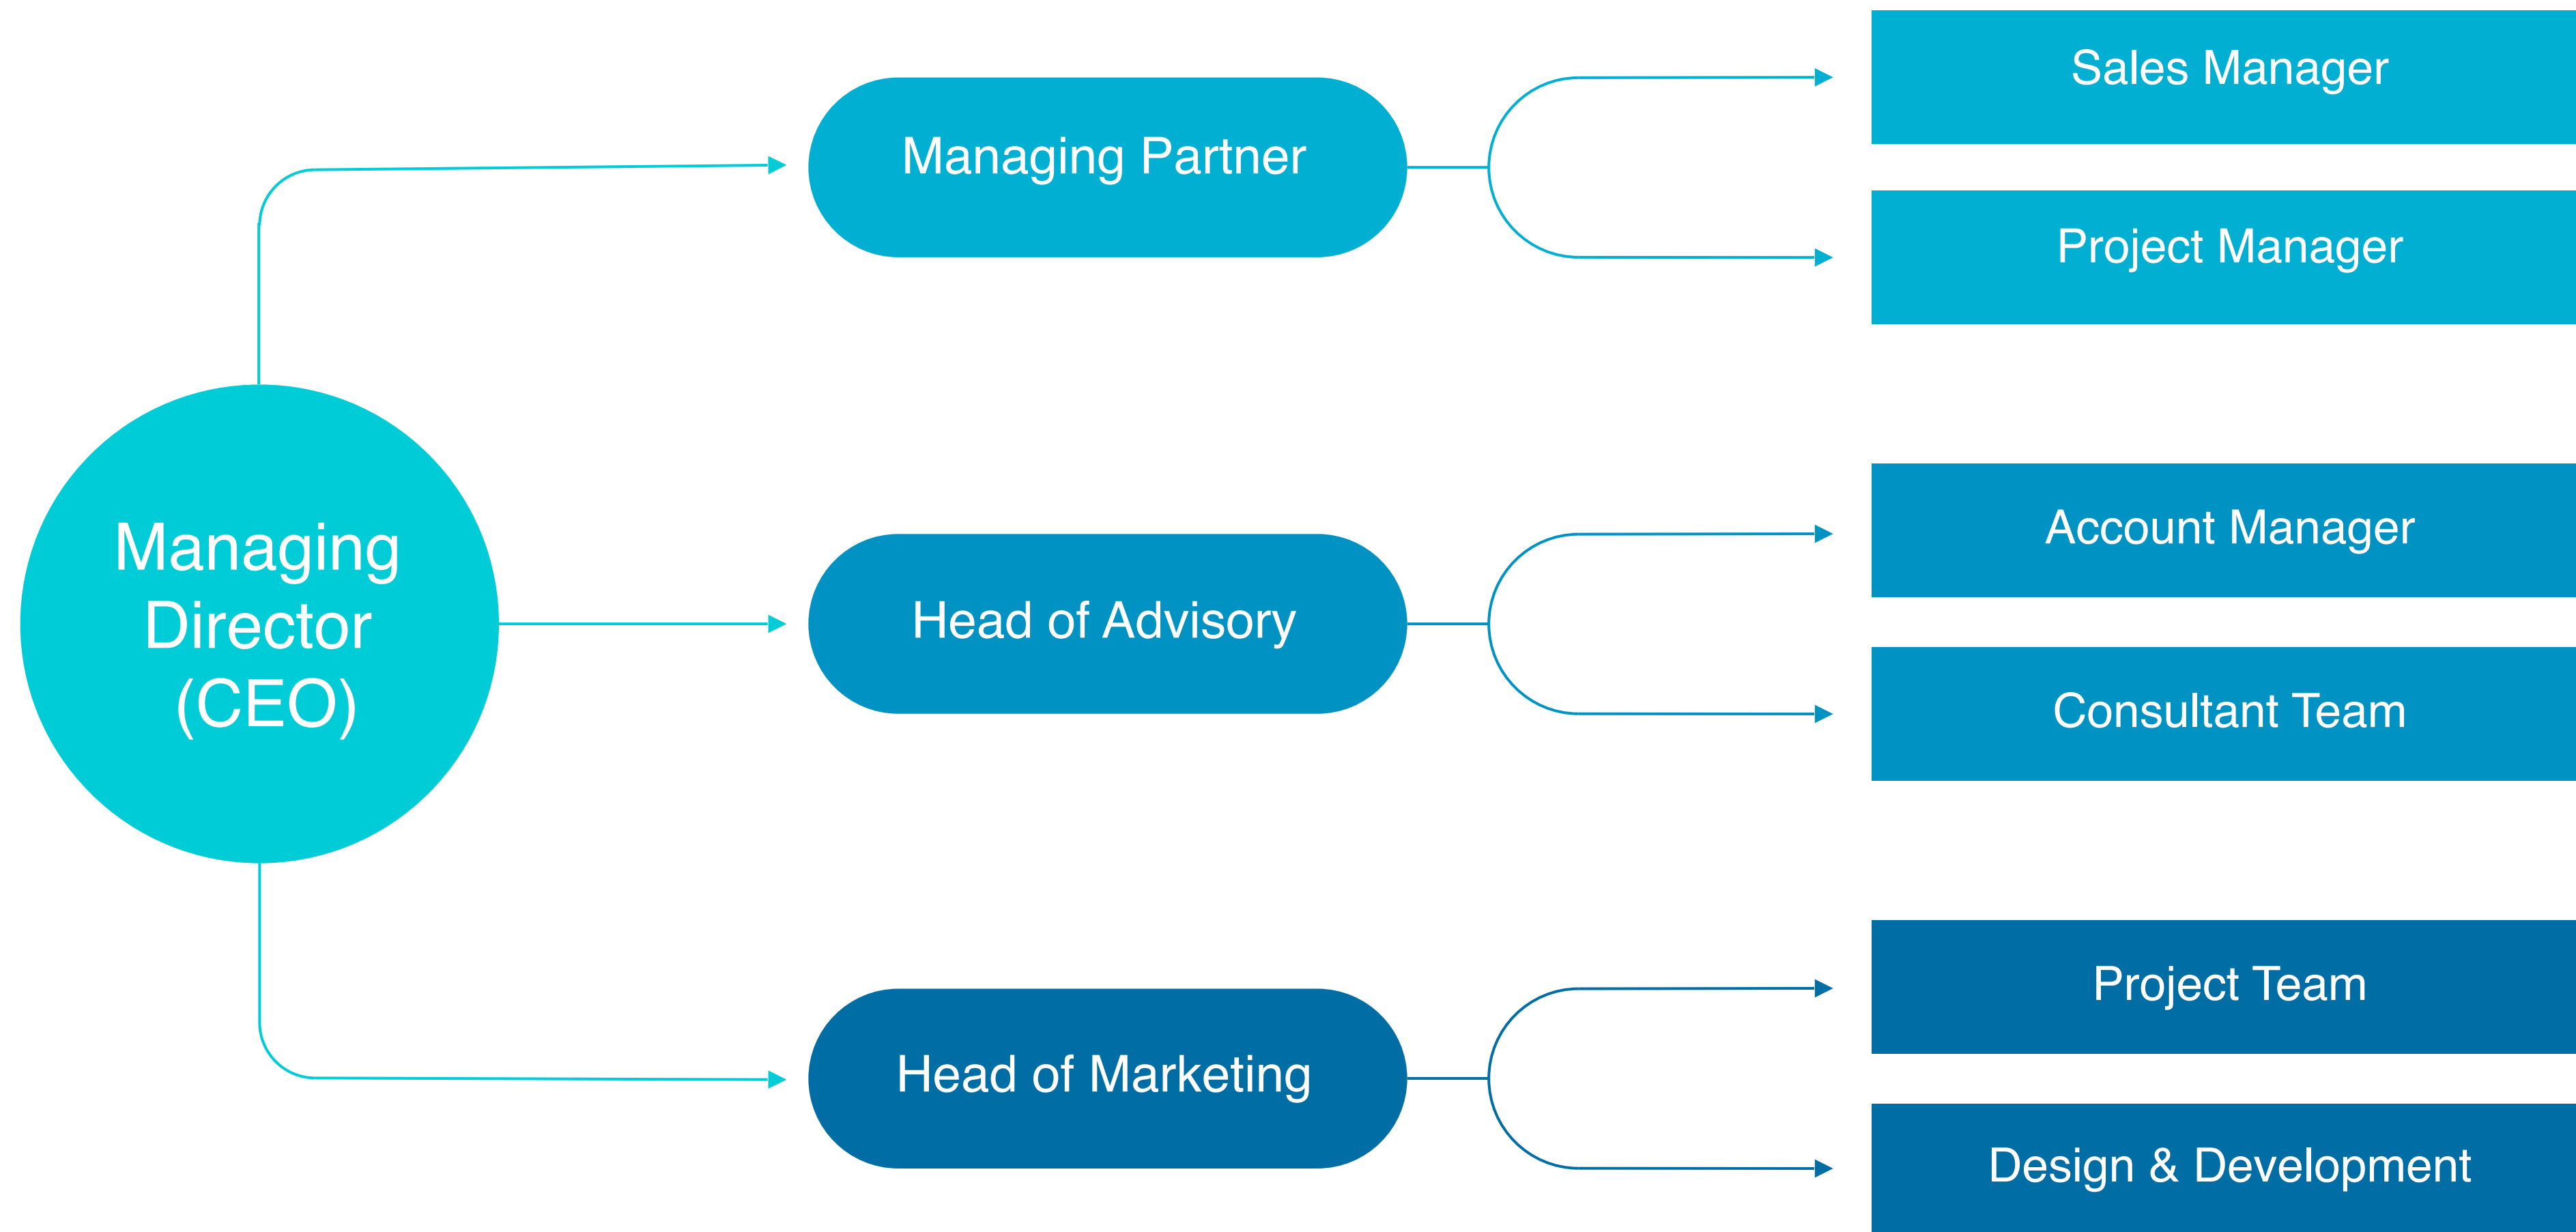 Sales Manager
Managing Partner
Project Manager
Managing
Director
(CEO)
Account Manager
Head of Advisory
Consultant Team
Project Team
Head of Marketing
Design & Development